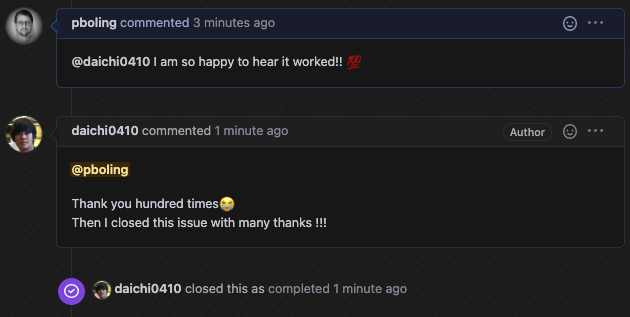 pboling commented 3 minutes ago
@daichi0410 I am so happy to hear it worked!! 💯
daichi0410 commented 1 minute ago
Author
@pboling
Thank you hundred times😭
Then I closed this issue with many thanks !!!
daichi0410 closed this as completed 1 minute ago